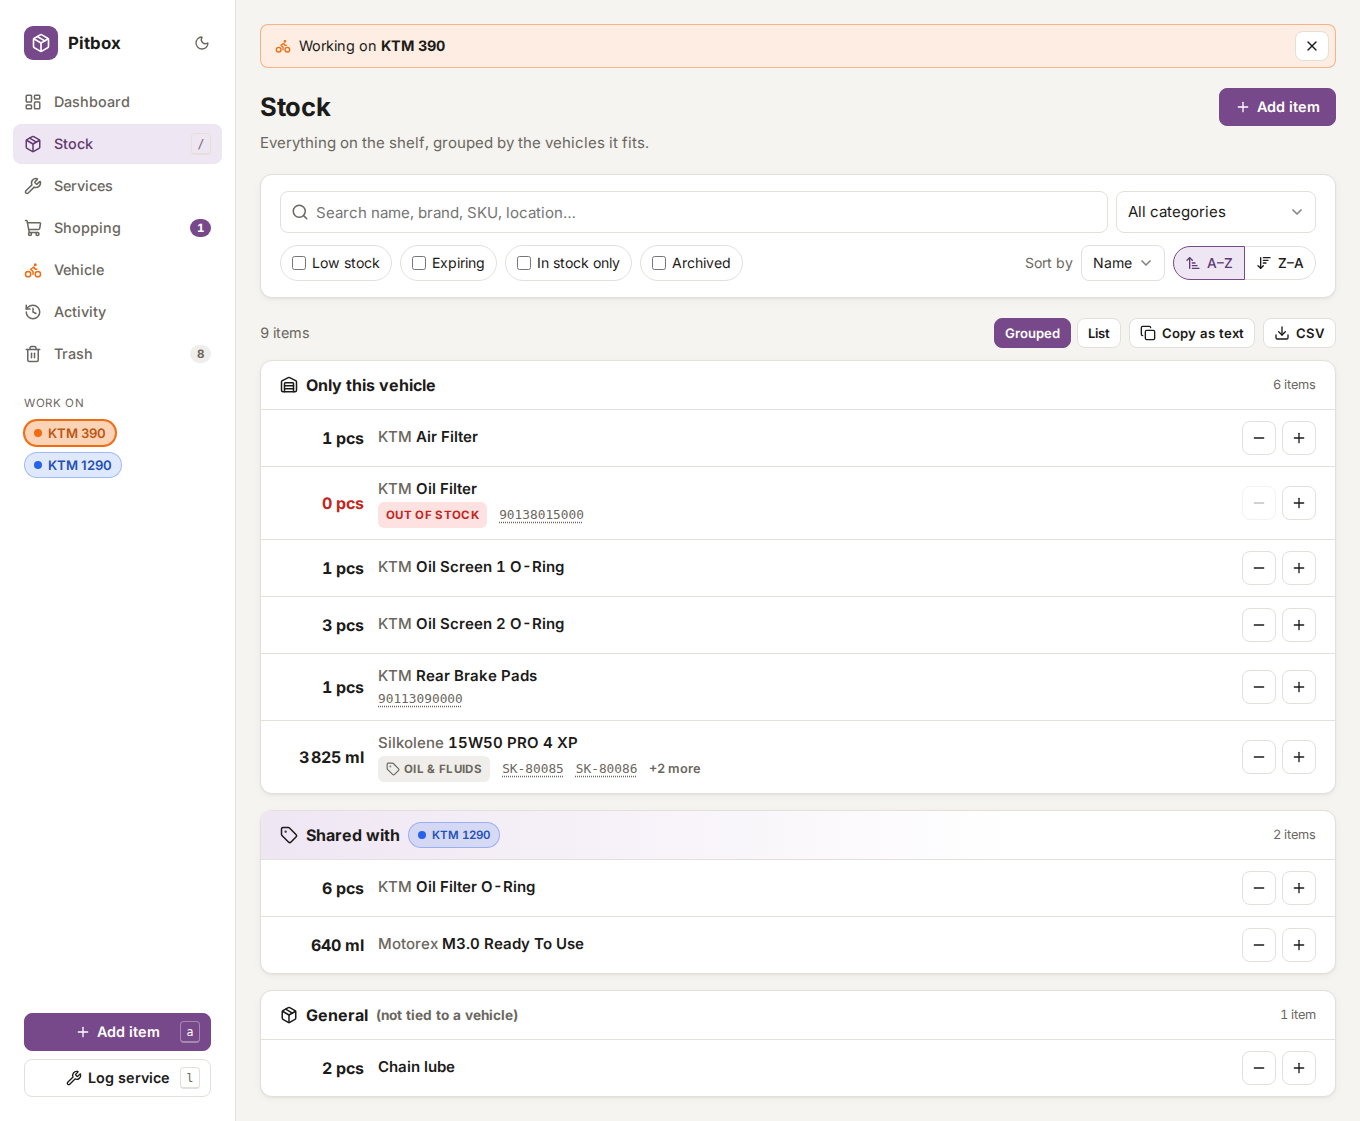 Pitbox
Dashboard
Stock /
Services
Shopping 1
Vehicle
Activity
Trash 8
WORK ON
KTM 390
KTM 1290
Add item a
Log service l
Working on KTM 390
Stock
Add item
Everything on the shelf, grouped by the vehicles it fits.
Search name, brand, SKU, location...
All categories
Low stock Expiring In stock only Archived
Sort by Name A–Z Z–A
9 items
Grouped List Copy as text CSV
Only this vehicle 6 items
1 pcs KTM Air Filter
0 pcs KTM Oil Filter
OUT OF STOCK 90138015000
1 pcs KTM Oil Screen 1 O-Ring
3 pcs KTM Oil Screen 2 O-Ring
1 pcs KTM Rear Brake Pads
90113090000
3 825 ml Silkolene 15W50 PRO 4 XP
OIL & FLUIDS SK-80085 SK-80086 +2 more
Shared with KTM 1290 2 items
6 pcs KTM Oil Filter O-Ring
640 ml Motorex M3.0 Ready To Use
General (not tied to a vehicle) 1 item
2 pcs Chain lube